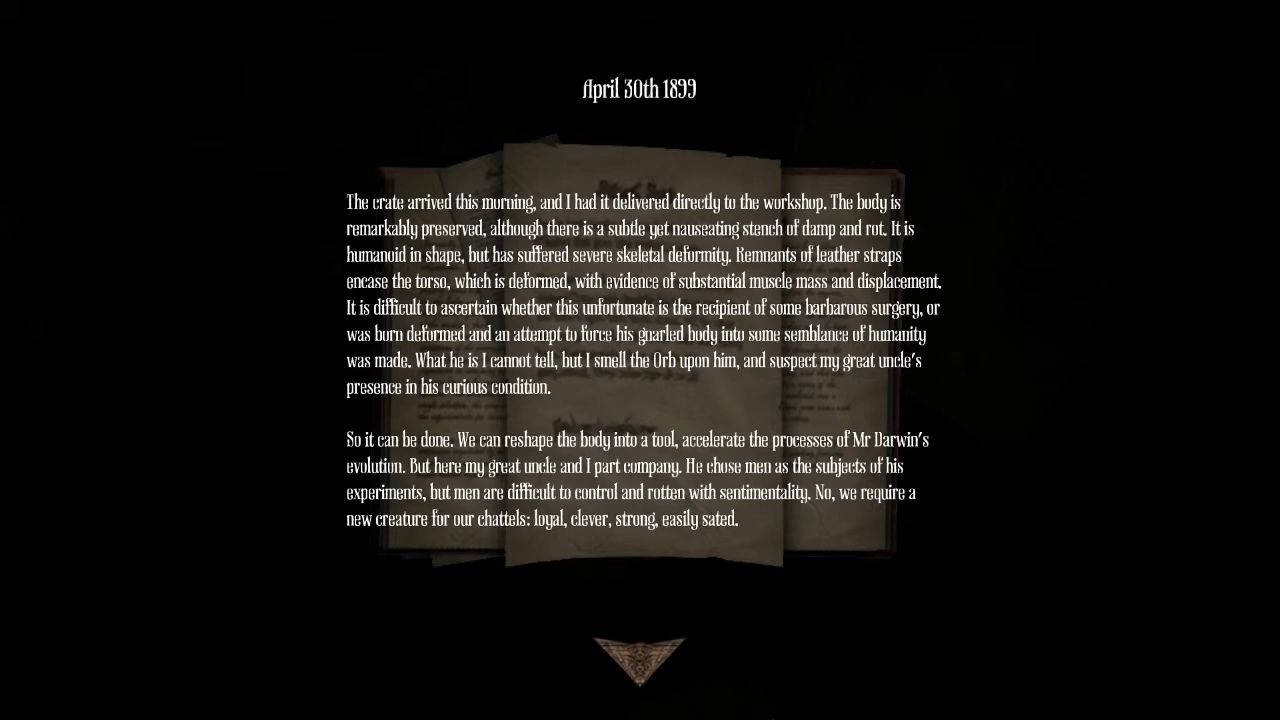 April 30th 1899
The crate arrived this morning, and I had it delivered directly to the workshop. The body is
remarkably preserved, although there is a subtle yet nauseating stench of damp and rot. It is
humanoid in shape, but has suffered severe skeletal deformity. Remnants of leather straps
encase the torso, which is deformed, with evidence of substantial muscle mass and displacement.
It is difficult to ascertain whether this unfortunate is the recipient of some barbarous surgery, or
was born deformed and an attempt to force his gnarled body into some semblance of humanity
was made. What he is I cannot tell, but I smell the Orb upon him, and suspect my great uncle's
presence in his curious condition.
So it can be done. We can reshape the body into a tool, accelerate the processes of Mr Darwin's
evolution. But here my great uncle and I part company. He chose men as the subjects of his
experiments, but men are difficult to control and rotten with sentimentality. No, we require a
new creature for our chattels: loyal, clever, strong, easily sated.